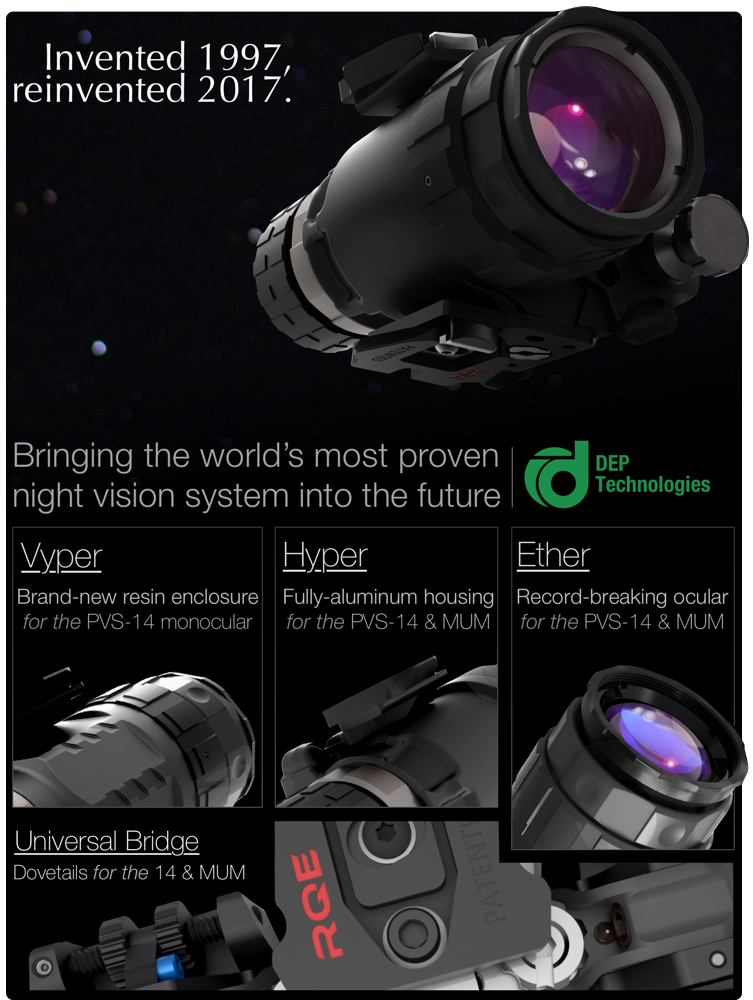 Invented 1997,
reinvented 2017.
Bringing the world's most proven
night vision system into the future
DEP
Technologies
Vyper
Brand-new resin enclosure
for the PVS-14 monocular
Hyper
Fully-aluminum housing
for the PVS-14 & MUM
Ether
Record-breaking ocular
for the PVS-14 & MUM
Universal Bridge
Dovetails for the 14 & MUM
RQE